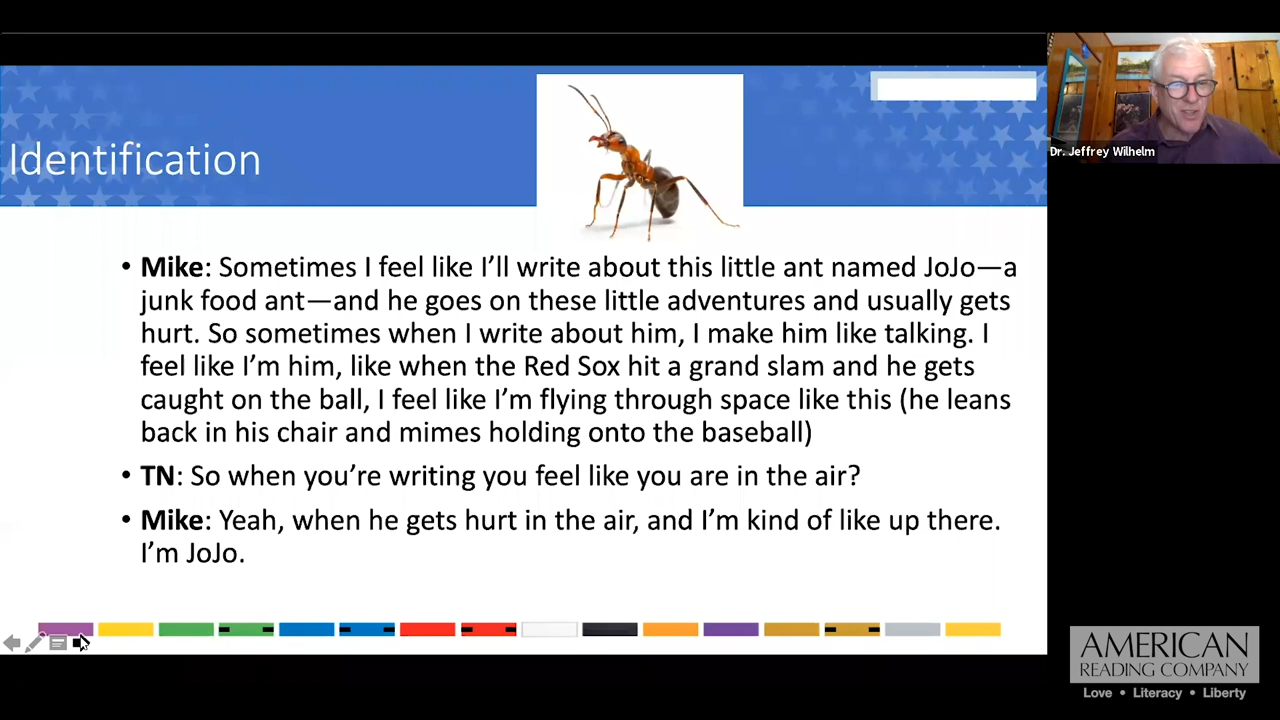 Identification
• Mike: Sometimes I feel like I’ll write about this little ant named JoJo—a
junk food ant—and he goes on these little adventures and usually gets
hurt. So sometimes when I write about him, I make him like talking. I
feel like I’m him, like when the Red Sox hit a grand slam and he gets
caught on the ball, I feel like I’m flying through space like this (he leans
back in his chair and mimes holding onto the baseball)
• TN: So when you’re writing you feel like you are in the air?
• Mike: Yeah, when he gets hurt in the air, and I’m kind of like up there.
I’m JoJo.
Dr. Jeffrey Wilhelm
AMERICAN
READING COMPANY
Love • Literacy • Liberty